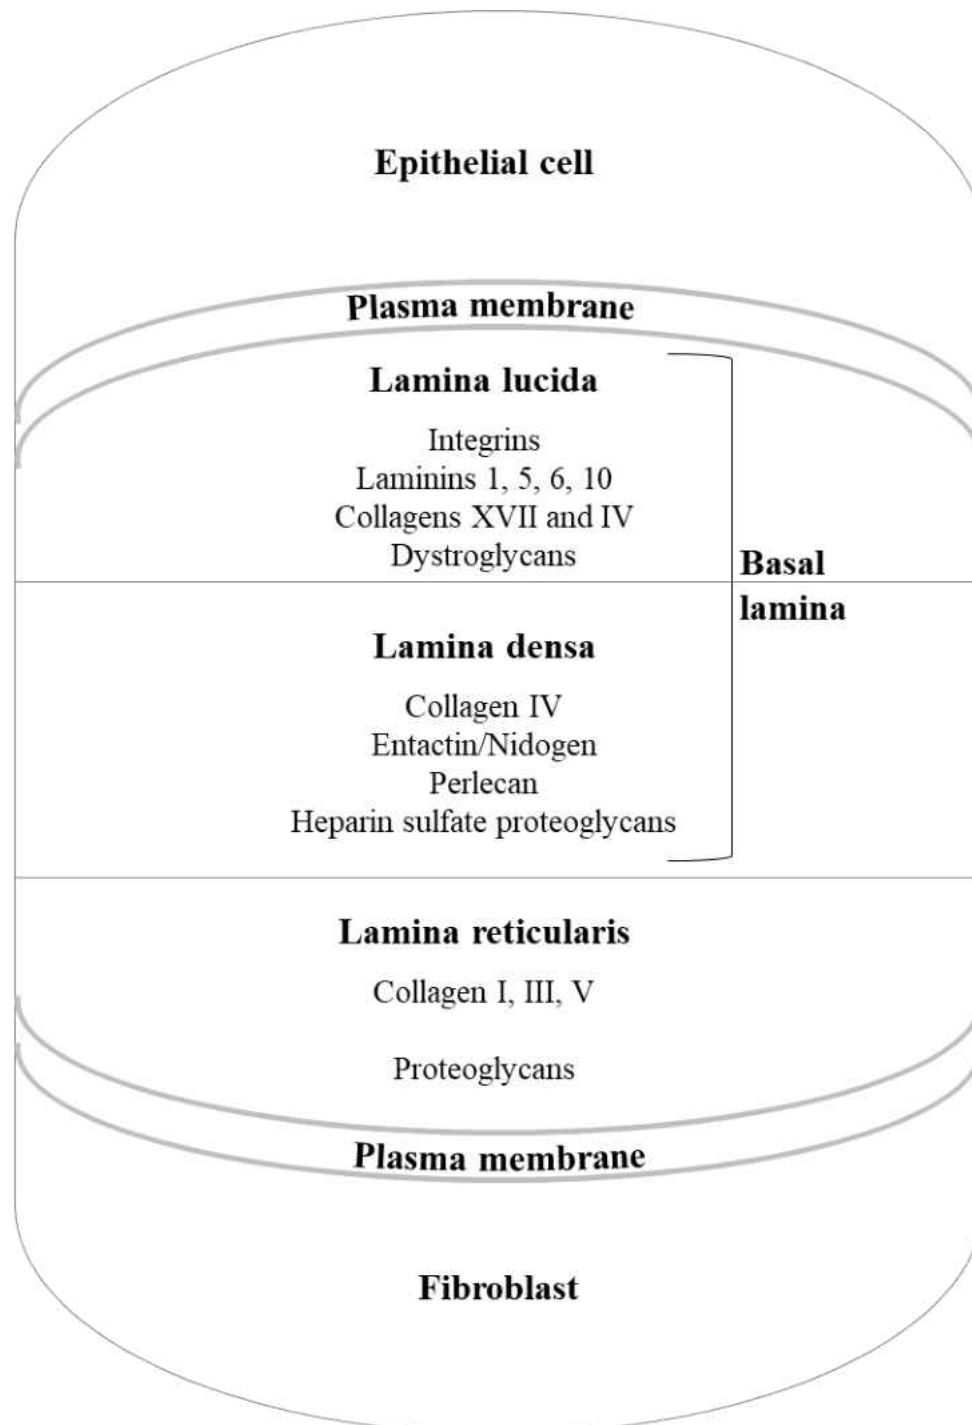 Epithelial cell
Plasma membrane
Lamina lucida
Integrins
Laminins 1, 5, 6, 10
Collagens XVII and IV
Dystroglycans
Basal
lamina
Lamina densa
Collagen IV
Entactin/Nidogen
Perlecan
Heparin sulfate proteoglycans
Lamina reticularis
Collagen I, III, V
Proteoglycans
Plasma membrane
Fibroblast